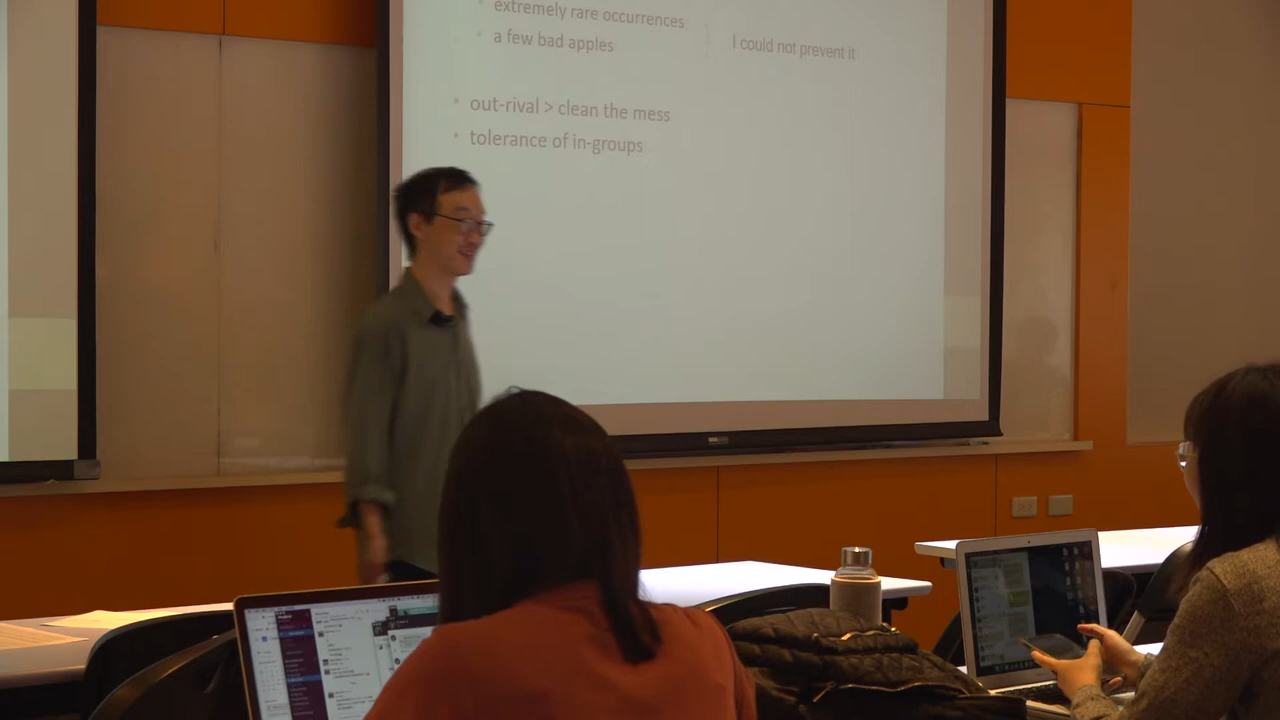 extremely rare occurrences
a few bad apples
I could not prevent it
out-rival > clean the mess
tolerance of in-groups